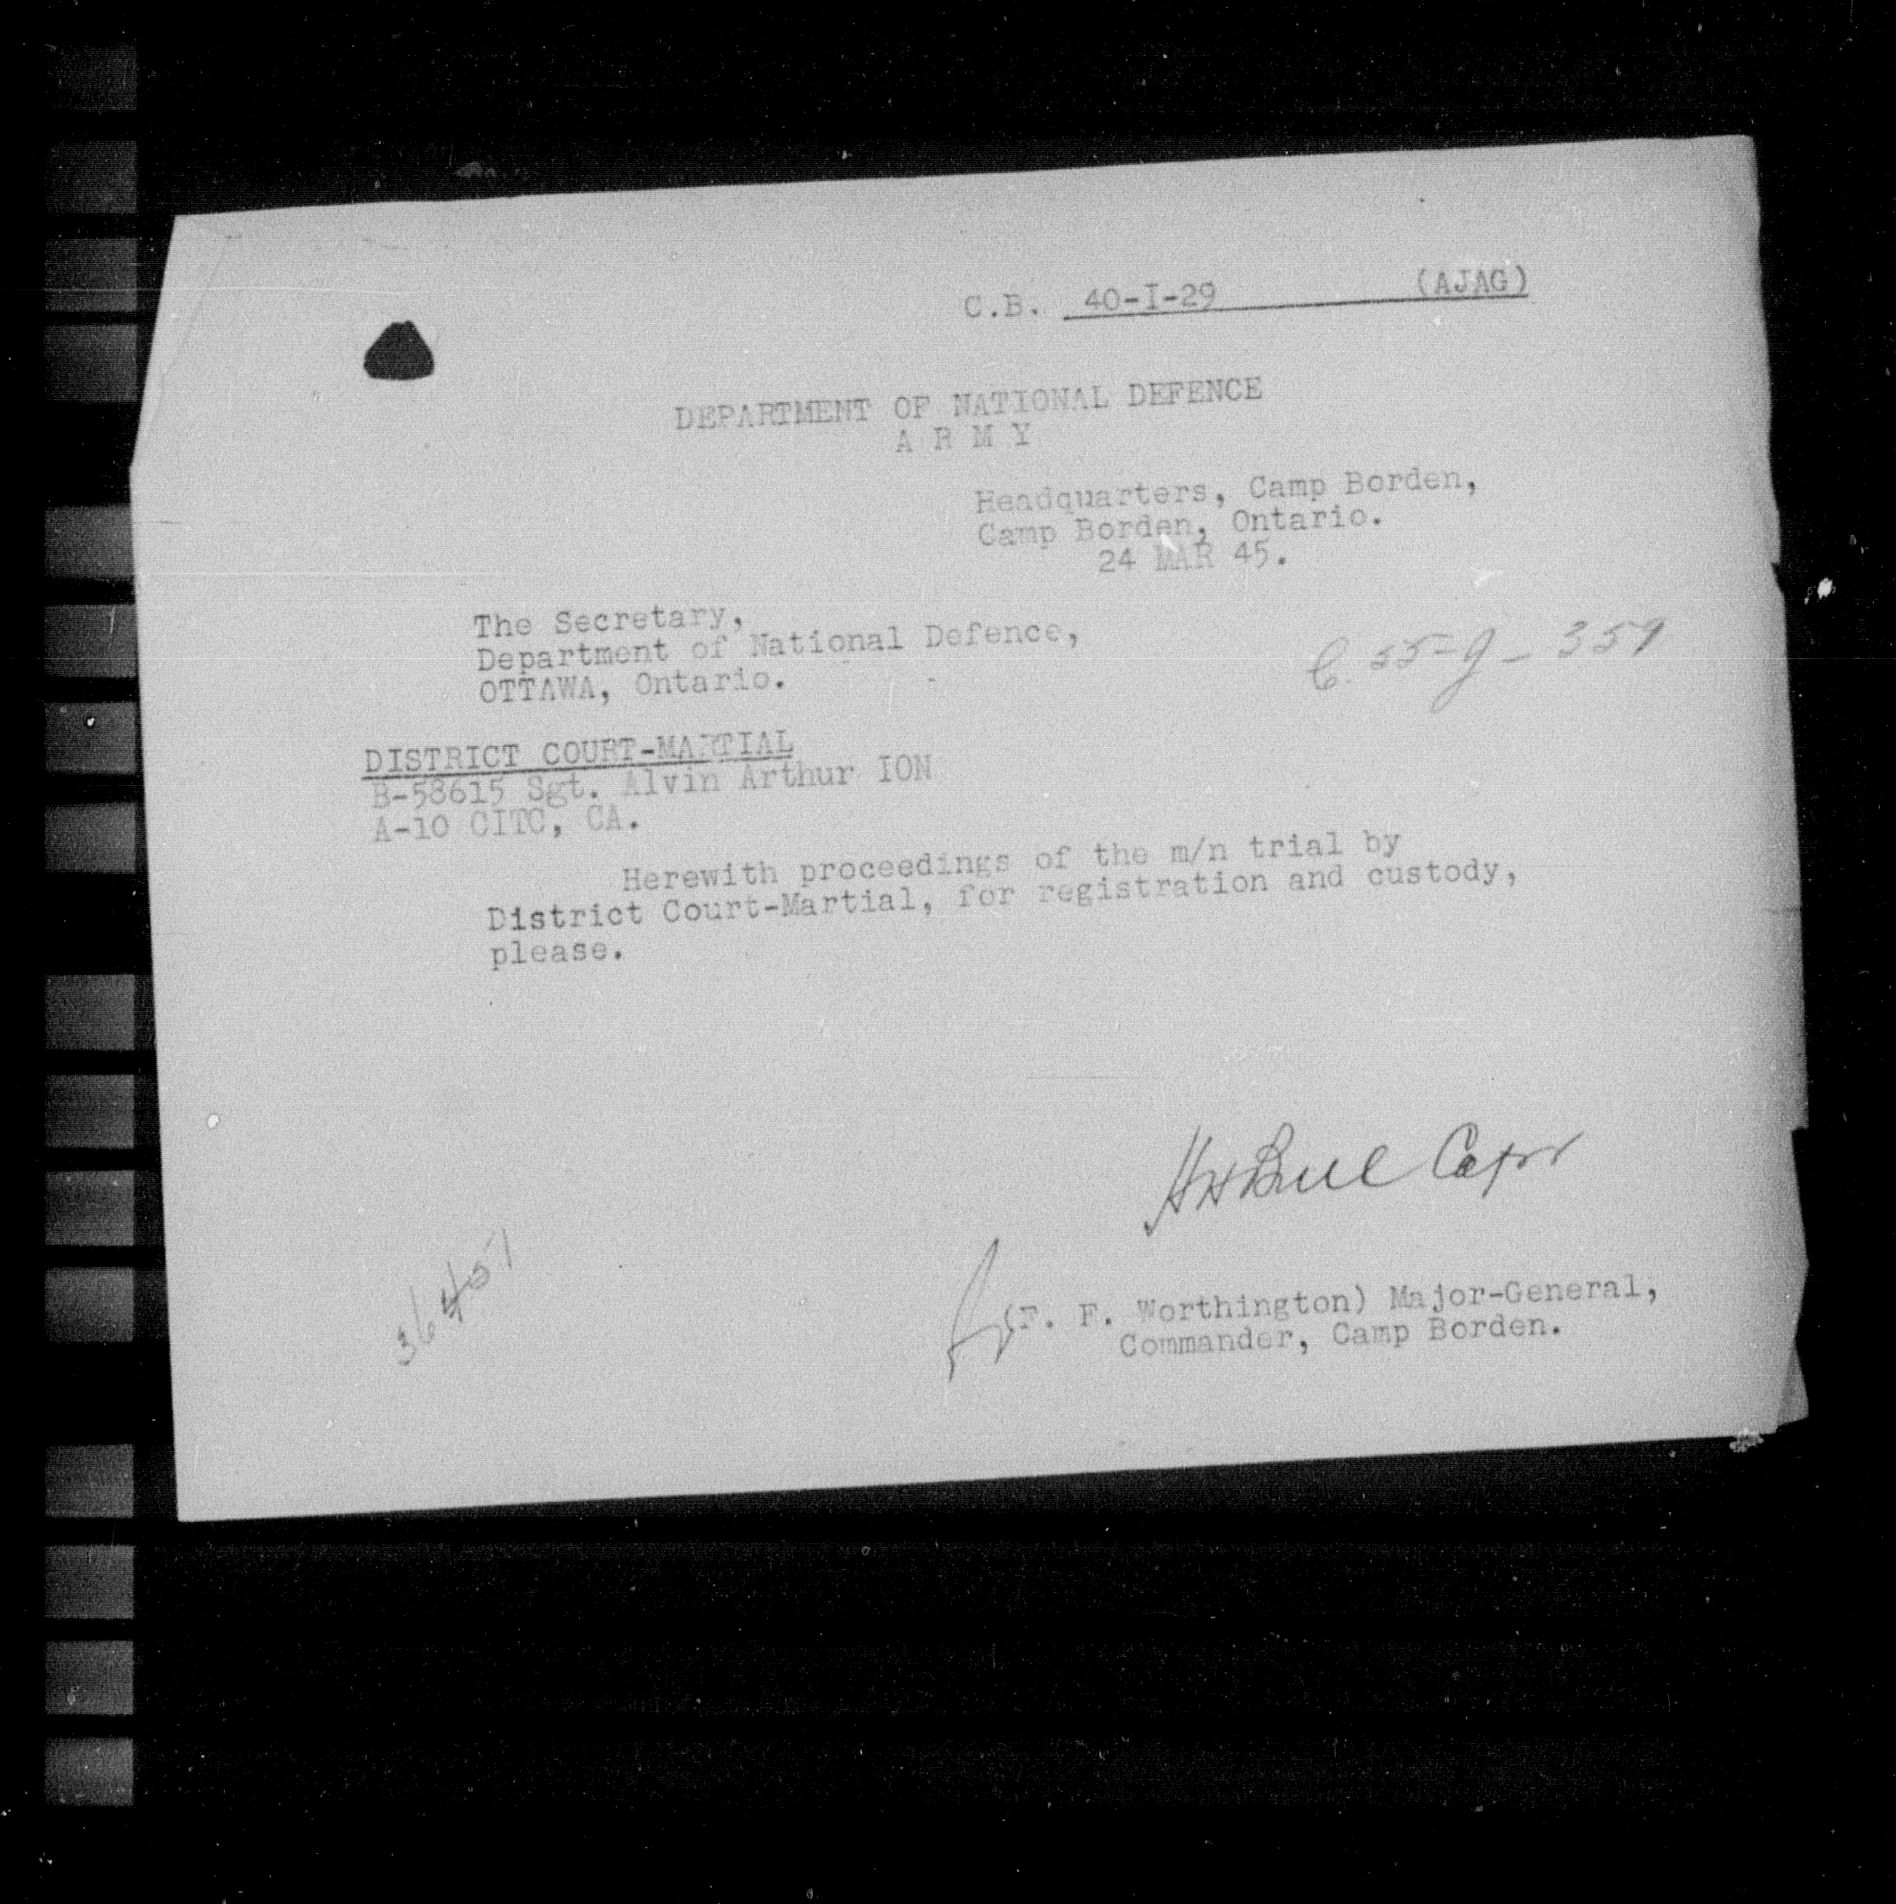 C.B. 40-I-29 (AJAG)
DEPARTMENT OF NATIONAL DEFENCE
A R M Y
Headquarters, Camp Borden,
Camp Borden, Ontario.
24 MAR 45.
The Secretary,
Department of National Defence,
OTTAWA, Ontario.
C. 55-J-359
DISTRICT COURT-MARTIAL
B-58615 Sgt. Alvin Arthur ION
A-10 CITC, CA.
Herewith proceedings of the m/n trial by
District Court-Martial, for registration and custody,
please.
HHBull Capt
36451
(F. F. Worthington) Major-General,
Commander, Camp Borden.